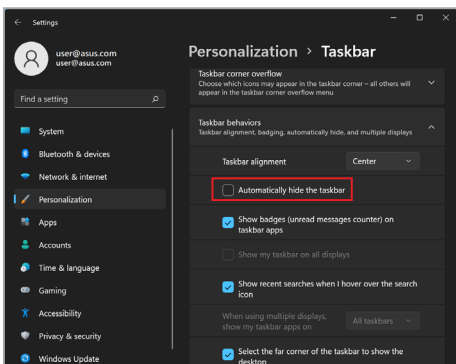 Settings
user@asus.com
user@asus.com
Find a setting
System
Bluetooth & devices
Network & internet
Personalization
Apps
Accounts
Time & language
Gaming
Accessibility
Privacy & security
Windows Update
Personalization > Taskbar
Taskbar corner overflow
Choose which icons may appear in the taskbar corner – all others will
appear in the taskbar corner overflow menu
Taskbar behaviors
Taskbar alignment, badging, automatically hide, and multiple displays
Taskbar alignment
Center
Automatically hide the taskbar
Show badges (unread messages counter) on
taskbar apps
Show my taskbar on all displays
Show recent searches when I hover over the search
icon
When using multiple displays,
show my taskbar apps on
All taskbars
Select the far corner of the taskbar to show the
desktop